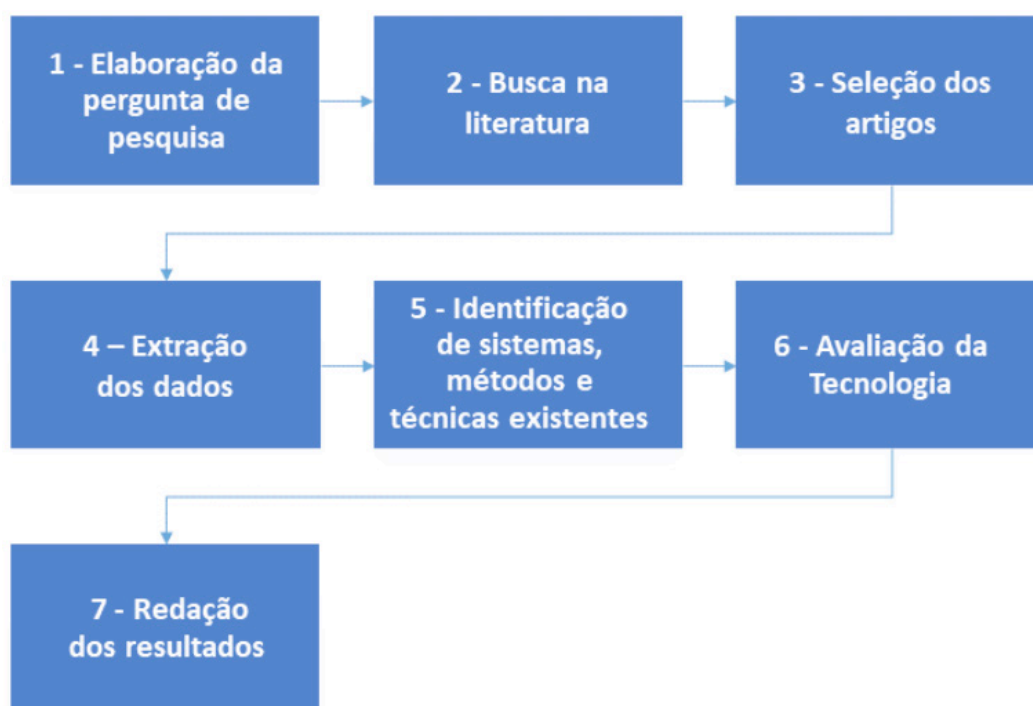 1 - Elaboração da
pergunta de
pesquisa
2 - Busca na
literatura
3 - Seleção dos
artigos
4 – Extração
dos dados
5 - Identificação
de sistemas,
métodos e
técnicas existentes
6 - Avaliação da
Tecnologia
7 - Redação
dos resultados